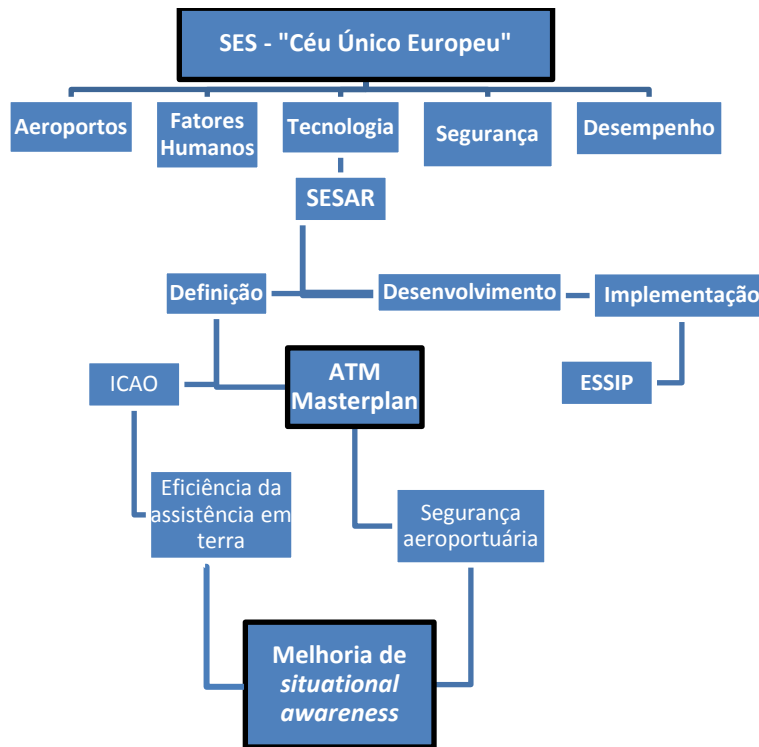 SES - "Céu Único Europeu"
Aeroportos
Fatores
Humanos
Tecnologia
Segurança
Desempenho
SESAR
Definição
Desenvolvimento
Implementação
ICAO
ATM
Masterplan
ESSIP
Eficiência da
assistência em
terra
Segurança
aeroportuária
Melhoria de
situational
awareness